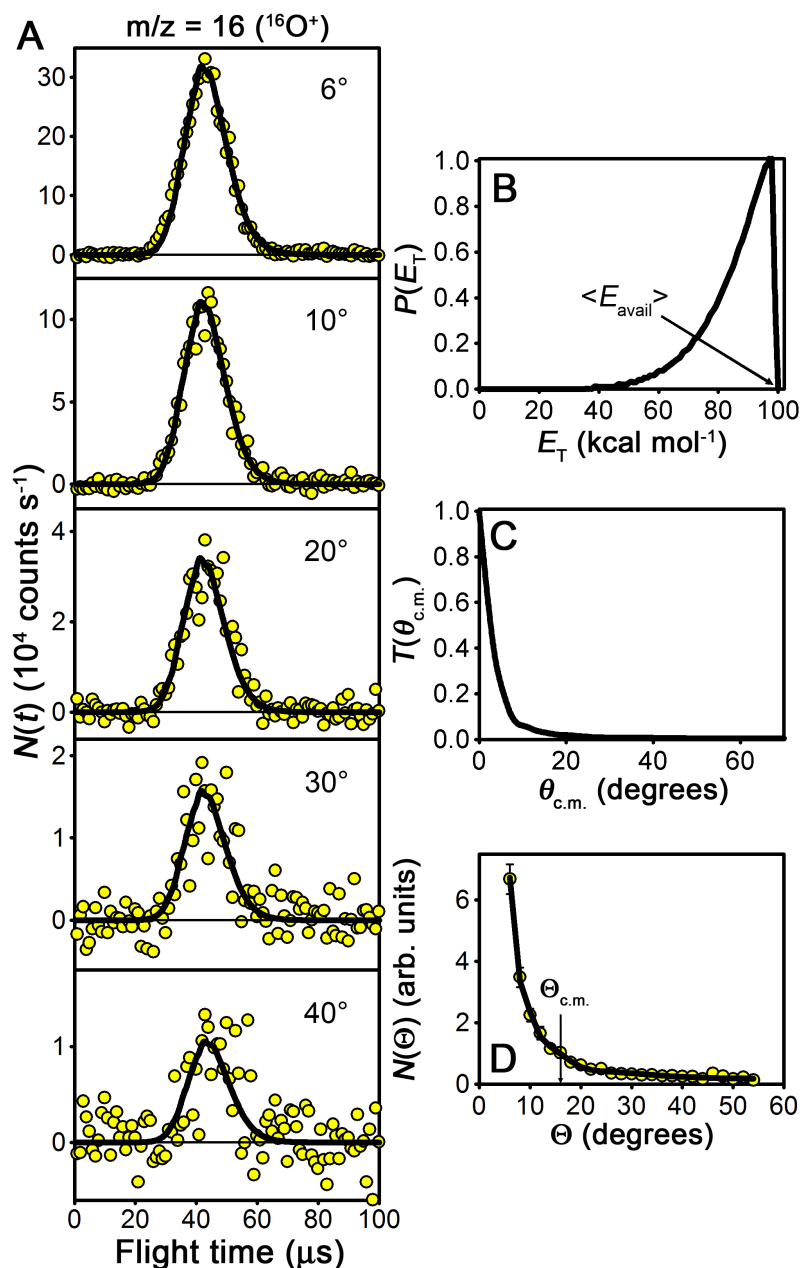 A
m/z = 16 (¹⁶O⁺)
6°
30
20
10
0
10°
10
5
0
20°
4
2
0
30°
2
1
0
40°
1
0
N(t) (10⁴ counts s⁻¹)
0 20 40 60 80 100
Flight time (μs)
B
1.0
0.8
0.6
0.4
0.2
0.0
P(E_T)
<E_avail>
0 20 40 60 80 100
E_T (kcal mol⁻¹)
C
1.0
0.8
0.6
0.4
0.2
0.0
T(θ_c.m.)
0 20 40 60
θ_c.m. (degrees)
6
4
2
0
N(Θ) (arb. units)
Θ_c.m.
D
0 10 20 30 40 50 60
Θ (degrees)